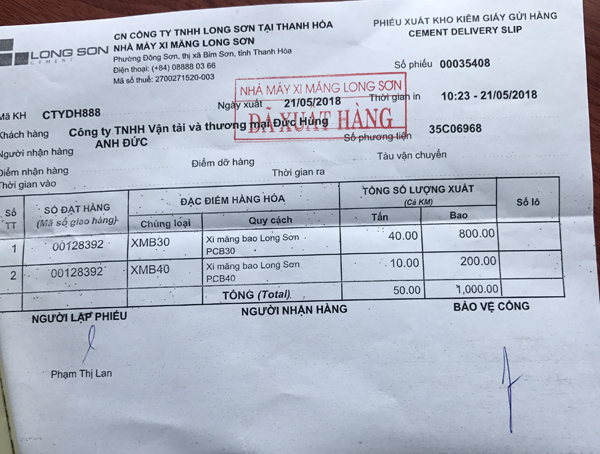 LONG SON
CEMENT
CN CÔNG TY TNHH LONG SƠN TẠI THANH HÓA
NHÀ MÁY XI MĂNG LONG SƠN
Phường Đông Sơn, thị xã Bỉm Sơn, tỉnh Thanh Hóa
Điện thoại: (+84) 08888 03 66
Mã số thuế: 2700271520-003
PHIẾU XUẤT KHO KIÊM GIẤY GỬI HÀNG
CEMENT DELIVERY SLIP
Số phiếu 00035408
NHÀ MÁY XI MĂNG LONG SƠN
ĐÃ XUẤT HÀNG
Mã KH CTYDH888 Ngày xuất 21/05/2018 Thời gian in 10:23 - 21/05/2018
Khách hàng Công ty TNHH Vận tải và thương mại Đức Hùng Số phương tiện 35C06968
Người nhận hàng ANH ĐỨC
Điểm nhận hàng Điểm dỡ hàng Tàu vận chuyển
Thời gian vào Thời gian ra
Số TT SỐ ĐẶT HÀNG (Mã số giao hàng) ĐẶC ĐIỂM HÀNG HÓA TỔNG SỐ LƯỢNG XUẤT (Cả KM) Số lô
Chủng loại Quy cách Tấn Bao
1 00128392 XMB30 Xi măng bao Long Sơn PCB30 40.00 800.00
2 00128392 XMB40 Xi măng bao Long Sơn PCB40 10.00 200.00
TỔNG (Total) 50.00 1,000.00
NGƯỜI LẬP PHIẾU NGƯỜI NHẬN HÀNG BẢO VỆ CỔNG
Phạm Thị Lan